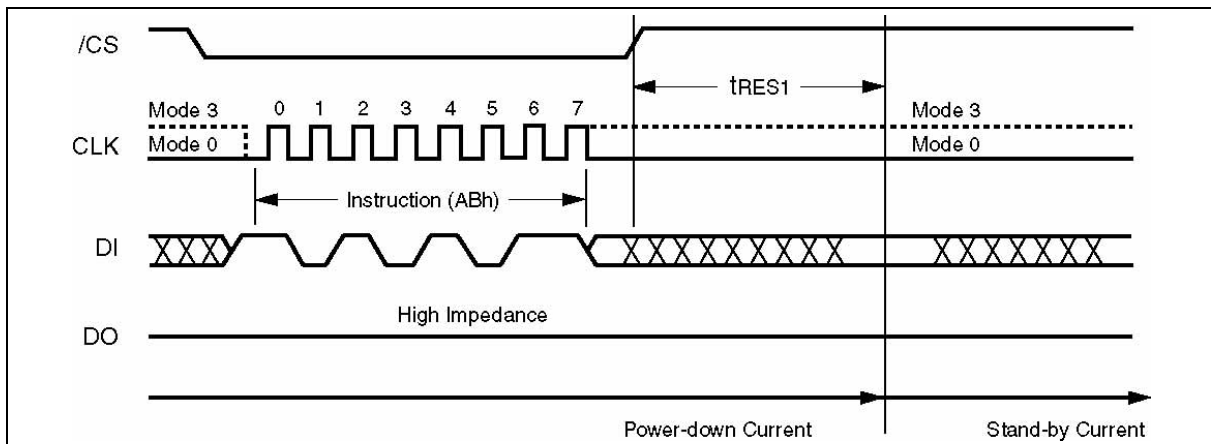 /CS
tRES1
Mode 3 0 1 2 3 4 5 6 7 Mode 3
CLK
Mode 0 Mode 0
Instruction (ABh)
DI
High Impedance
DO
Power-down Current Stand-by Current